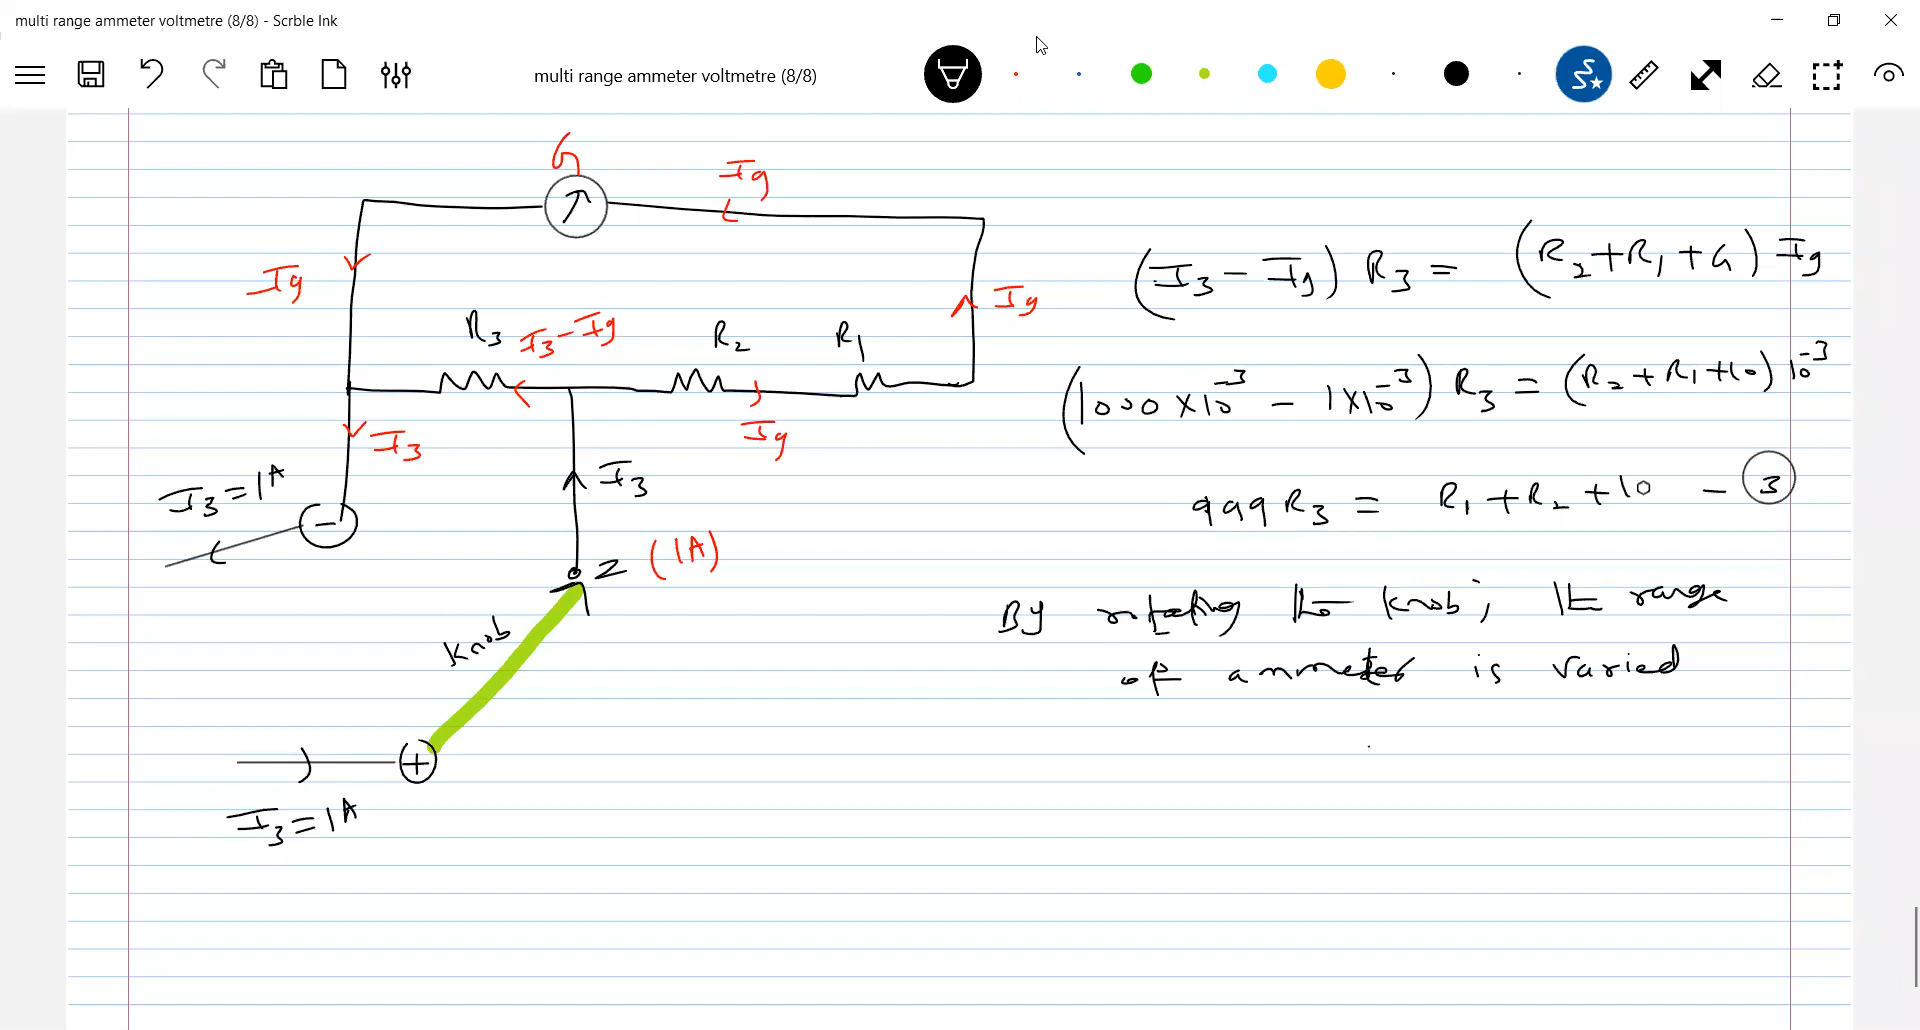 multi range ammeter voltmetre (8/8) - Scrble Ink
multi range ammeter voltmetre (8/8)
G
Ig
Ig
Ig
R3
I3 - Ig
R2
R1
Ig
I3
I3 = 1A
-
I3
Z (1A)
Knob
+
I3 = 1A
(I3 - Ig) R3 = (R2 + R1 + G) Ig
(1000 × 10^-3 - 1 × 10^-3) R3 = (R2 + R1 + 10) 10^-3
999 R3 = R1 + R2 + 10 - 3
By rotating the knob, the range
of ammeter is varied